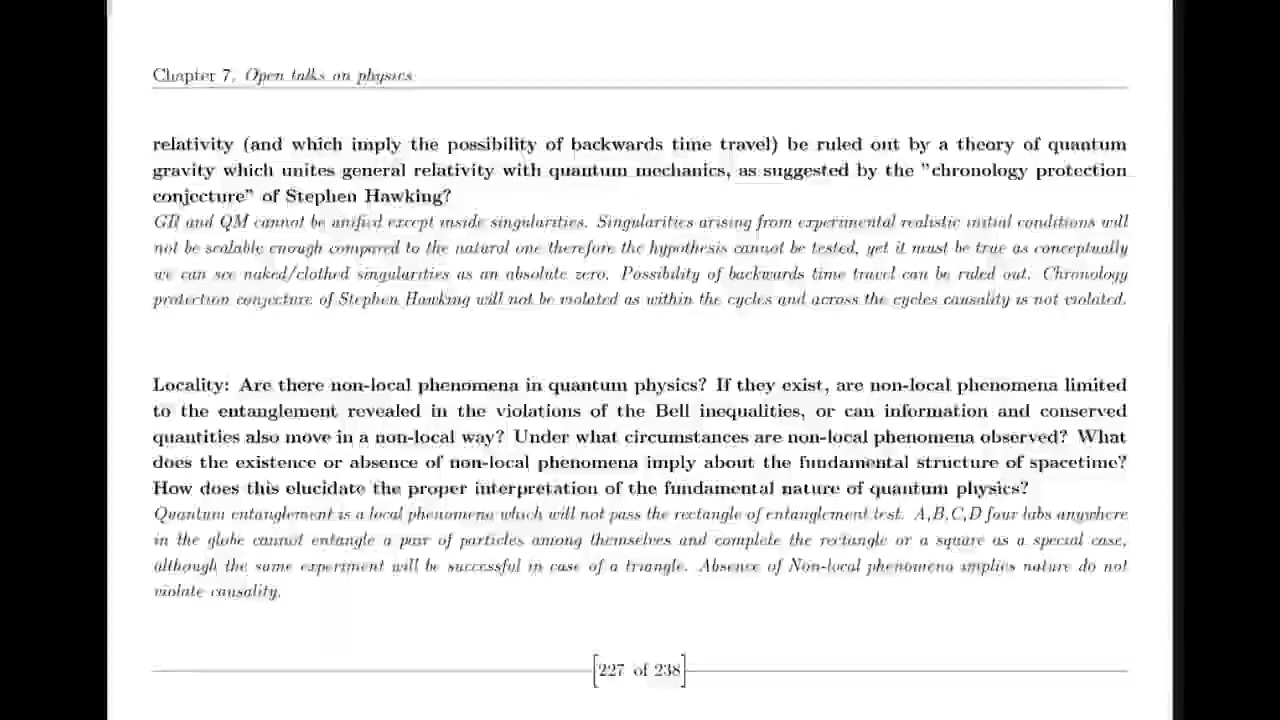 Chapter 7. Open talks on physics
relativity (and which imply the possibility of backwards time travel) be ruled out by a theory of quantum
gravity which unites general relativity with quantum mechanics, as suggested by the "chronology protection
conjecture" of Stephen Hawking?
GR and QM cannot be unified except inside singularities. Singularities arising from experimental realistic initial conditions will
not be scalable enough compared to the natural one therefore the hypothesis cannot be tested, yet it must be true as conceptually
we can see naked/clothed singularities as an absolute zero. Possibility of backwards time travel can be ruled out. Chronology
protection conjecture of Stephen Hawking will not be violated as within the cycles and across the cycles causality is not violated.
Locality: Are there non-local phenomena in quantum physics? If they exist, are non-local phenomena limited
to the entanglement revealed in the violations of the Bell inequalities, or can information and conserved
quantities also move in a non-local way? Under what circumstances are non-local phenomena observed? What
does the existence or absence of non-local phenomena imply about the fundamental structure of spacetime?
How does this elucidate the proper interpretation of the fundamental nature of quantum physics?
Quantum entanglement is a local phenomena which will not pass the rectangle of entanglement test. A,B,C,D four labs anywhere
in the globe cannot entangle a pair of particles among themselves and complete the rectangle or a square as a special case,
although the same experiment will be successful in case of a triangle. Absence of Non-local phenomena implies nature do not
violate causality.
227 of 238